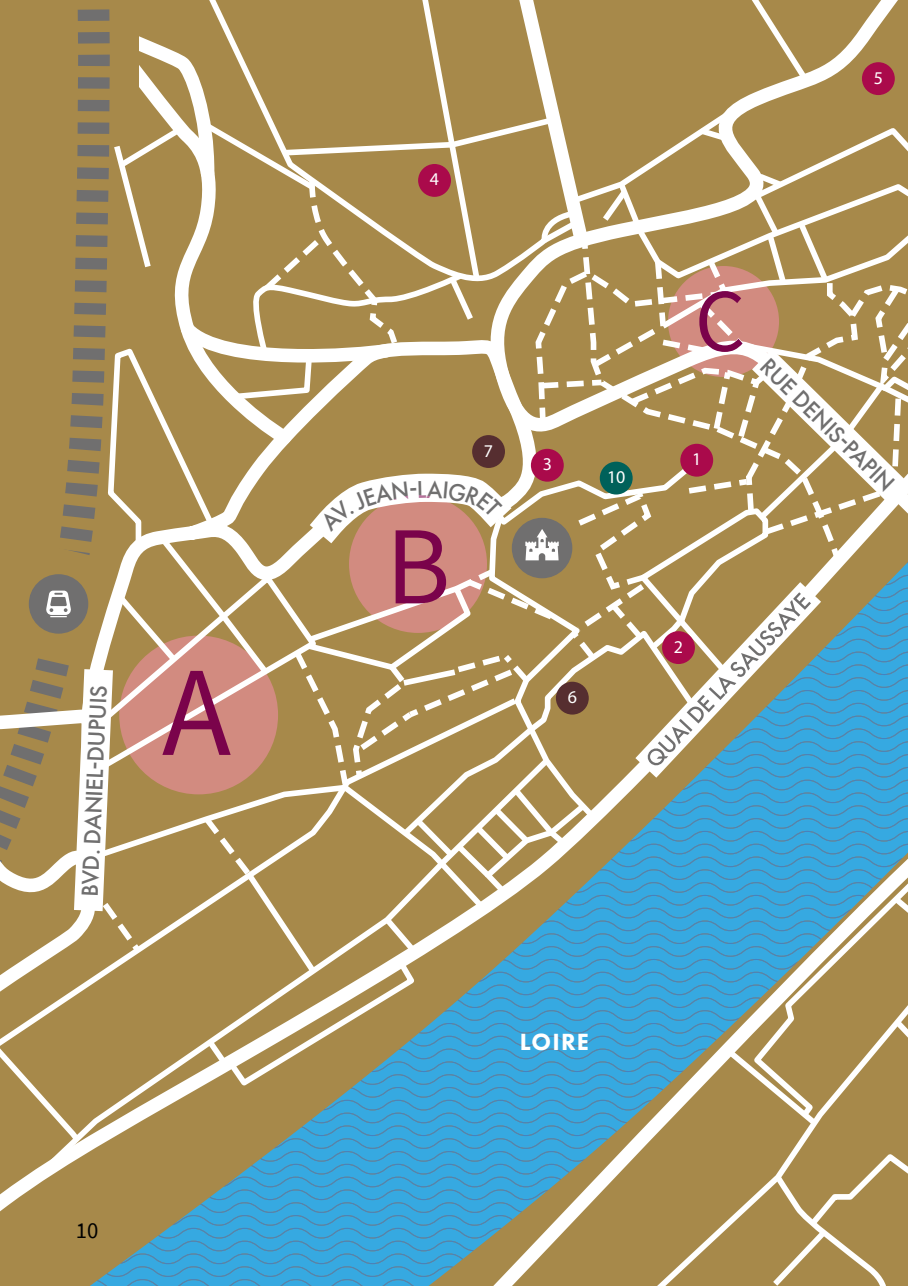 5
4
C
RUE DENIS-PAPIN
7
3
1
10
AV. JEAN-LAIGRET
B
2
QUAI DE LA SAUSSAYE
6
A
BVD. DANIEL-DUPUIS
LOIRE
10